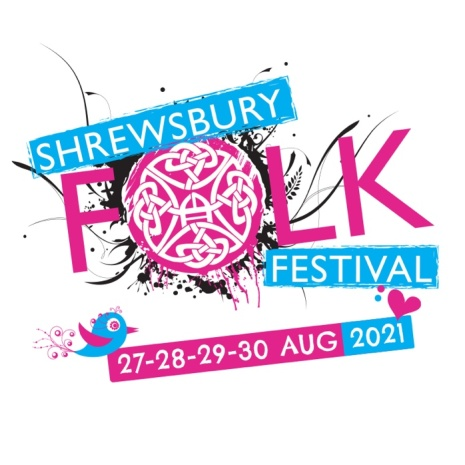 SHREWSBURY
FOLK
FESTIVAL
27-28-29-30 AUG 2021